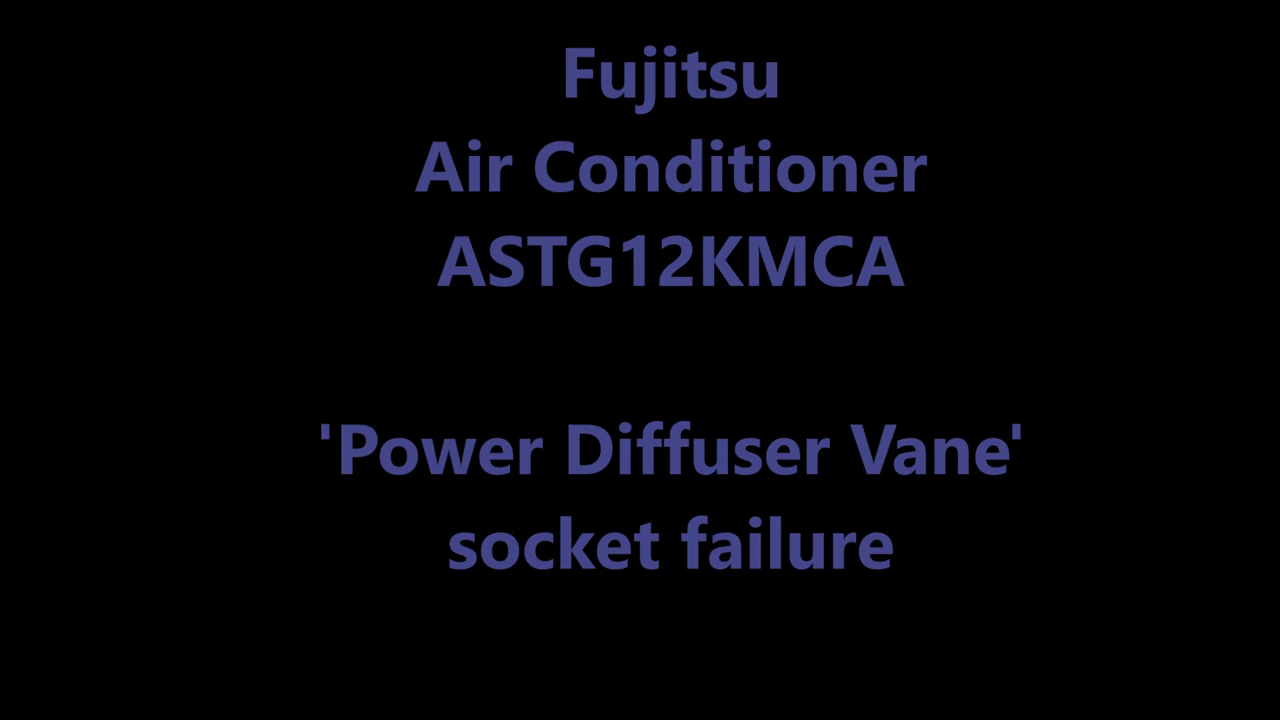 Fujitsu
Air Conditioner
ASTG12KMCA
'Power Diffuser Vane'
socket failure